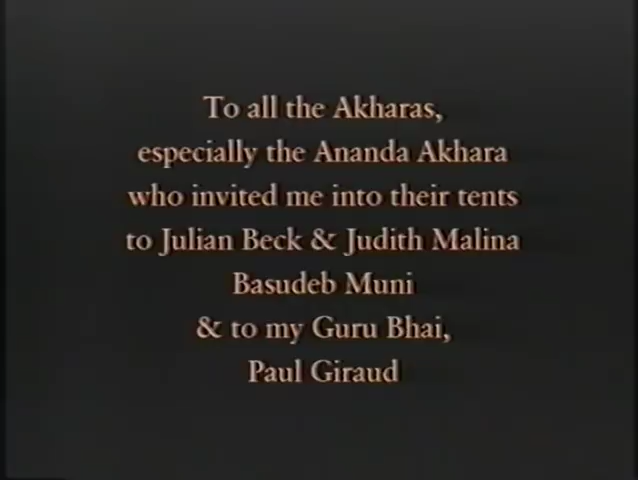 To all the Akharas,
especially the Ananda Akhara
who invited me into their tents
to Julian Beck & Judith Malina
Basudeb Muni
& to my Guru Bhai,
Paul Giraud